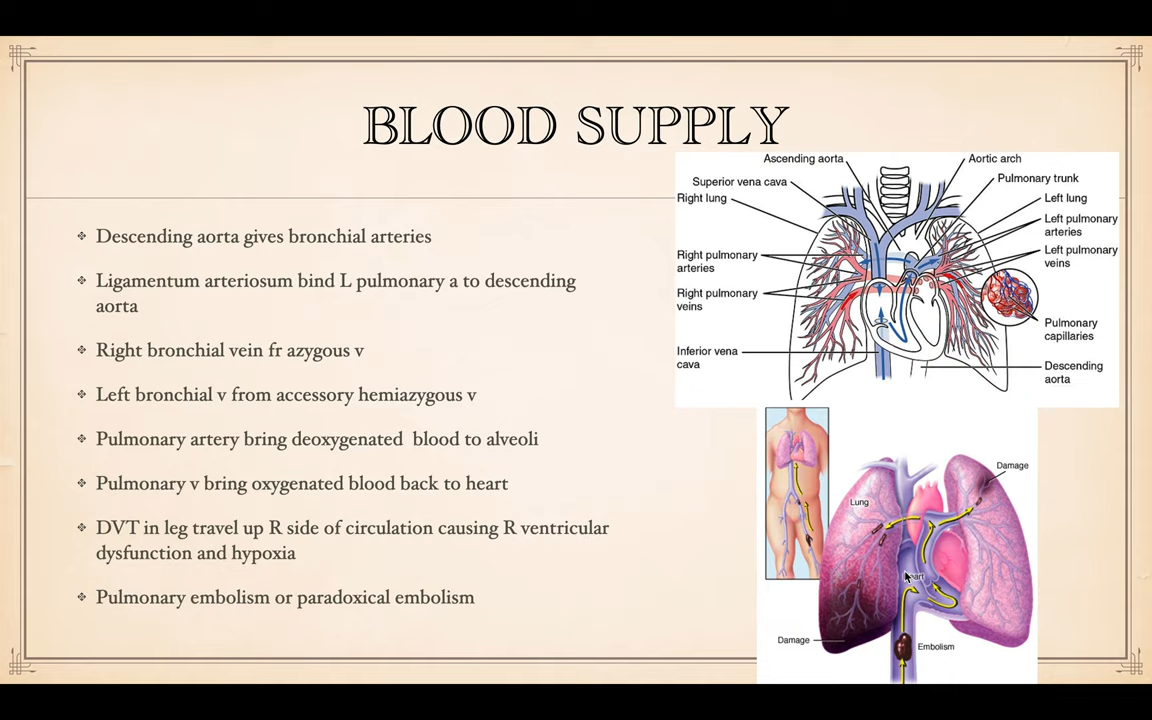 BLOOD SUPPLY
Descending aorta gives bronchial arteries
Ligamentum arteriosum bind L pulmonary a to descending
aorta
Right bronchial vein fr azygous v
Left bronchial v from accessory hemiazygous v
Pulmonary artery bring deoxygenated blood to alveoli
Pulmonary v bring oxygenated blood back to heart
DVT in leg travel up R side of circulation causing R ventricular
dysfunction and hypoxia
Pulmonary embolism or paradoxical embolism
Ascending aorta
Aortic arch
Superior vena cava
Pulmonary trunk
Right lung
Left lung
Left pulmonary
arteries
Left pulmonary
veins
Right pulmonary
arteries
Right pulmonary
veins
Pulmonary
capillaries
Inferior vena
cava
Descending
aorta
Damage
Lung
Heart
Damage
Embolism